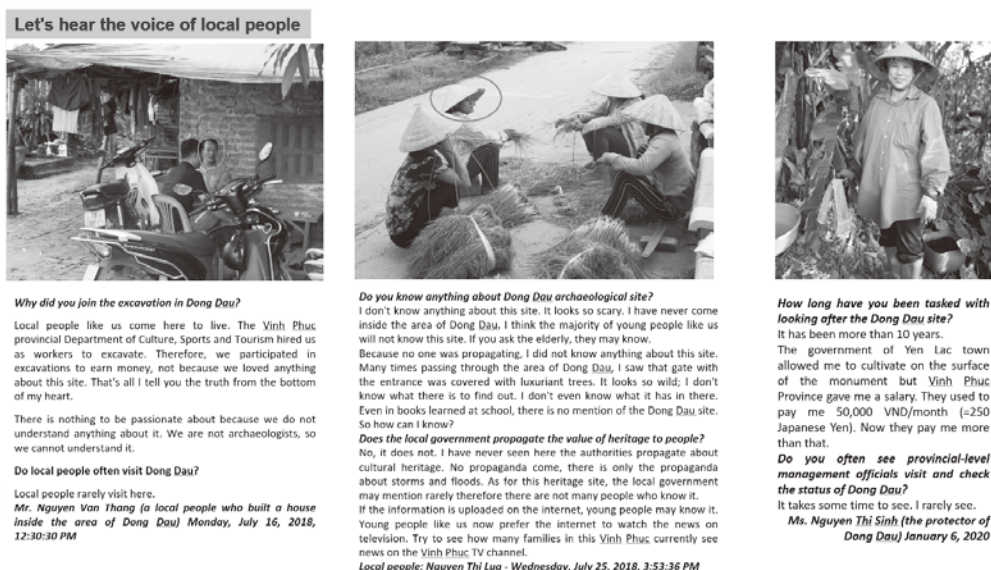 Let's hear the voice of local people
Why did you join the excavation in Dong Dau?
Local people like us come here to live. The Vinh Phuc
provincial Department of Culture, Sports and Tourism hired us
as workers to excavate. Therefore, we participated in
excavations to earn money, not because we loved anything
about this site. That's all I tell you the truth from the bottom
of my heart.
There is nothing to be passionate about because we do not
understand anything about it. We are not archaeologists, so
we cannot understand it.
Do local people often visit Dong Dau?
Local people rarely visit here.
Mr. Nguyen Van Thang (a local people who built a house
inside the area of Dong Dau) Monday, July 16, 2018,
12:30:30 PM
Do you know anything about Dong Dau archaeological site?
I don't know anything about this site. It looks so scary. I have never come
inside the area of Dong Dau, I think the majority of young people like us
will not know this site. If you ask the elderly, they may know.
Because no one was propagating, I did not know anything about this site.
Many times passing through the area of Dong Dau, I saw that gate with
the entrance was covered with luxuriant trees. It looks so wild; I don't
know what there is to find out. I don't even know what it has in there.
Even in books learned at school, there is no mention of the Dong Dau site.
So how can I know?
Does the local government propagate the value of heritage to people?
No, it does not. I have never seen here the authorities propagate about
cultural heritage. No propaganda come, there is only the propaganda
about storms and floods. As for this heritage site, the local government
may mention rarely therefore there are not many people who know it.
If the information is uploaded on the internet, young people may know it.
Young people like us now prefer the internet to watch the news on
television. Try to see how many families in this Vinh Phuc currently see
news on the Vinh Phuc TV channel.
Local people: Nguyen Thi Lua - Wednesday, July 25, 2018, 3:53:36 PM
How long have you been tasked with
looking after the Dong Dau site?
It has been more than 10 years.
The government of Yen Lac town
allowed me to cultivate on the surface
of the monument but Vinh Phuc
Province gave me a salary. They used to
pay me 50,000 VND/month (=250
Japanese Yen). Now they pay me more
than that.
Do you often see provincial-level
management officials visit and check
the status of Dong Dau?
It takes some time to see. I rarely see.
Ms. Nguyen Thi Sinh (the protector of
Dong Dau) January 6, 2020